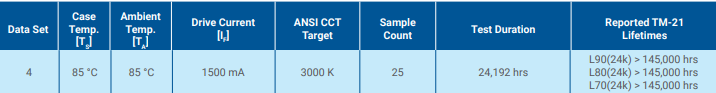 Data Set
Case Temp. [Ts]
Ambient Temp. [TA]
Drive Current [IF]
ANSI CCT Target
Sample Count
Test Duration
Reported TM-21 Lifetimes
4
85 °C
85 °C
1500 mA
3000 K
25
24,192 hrs
L90(24k) > 145,000 hrs
L80(24k) > 145,000 hrs
L70(24k) > 145,000 hrs